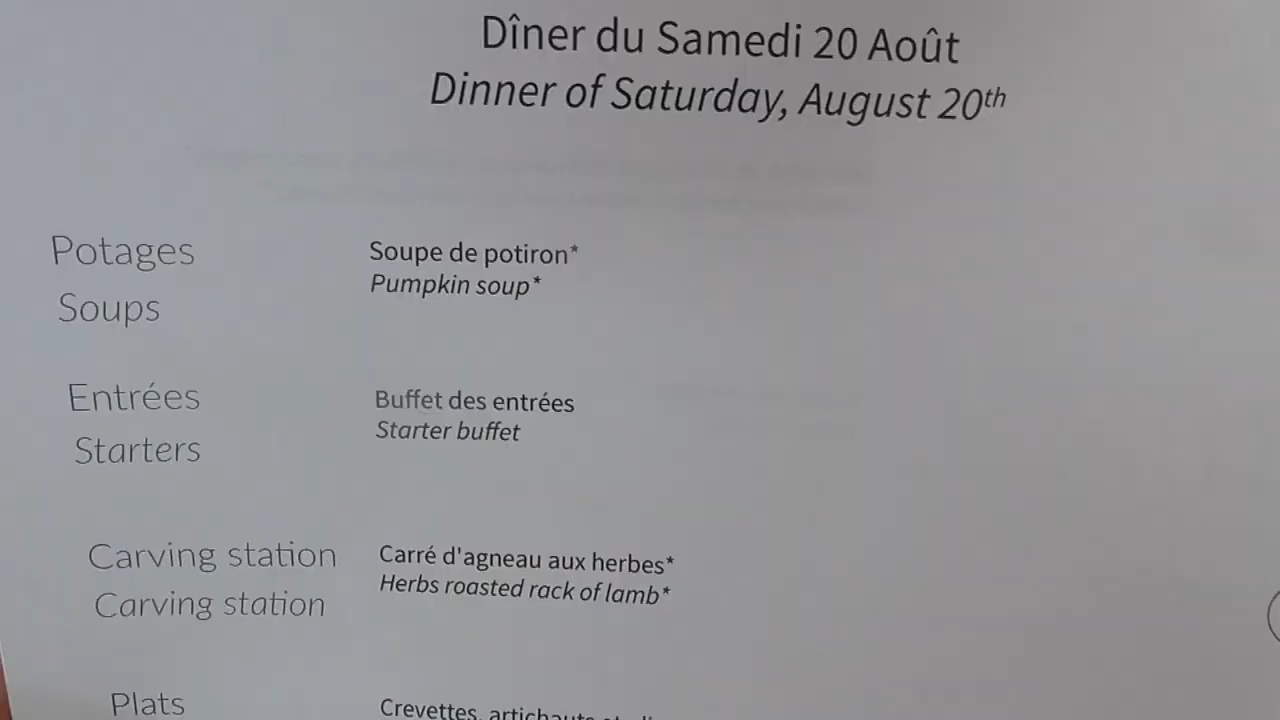 Dîner du Samedi 20 Août
Dinner of Saturday, August 20th
Potages
Soups
Soupe de potiron*
Pumpkin soup*
Entrées
Starters
Buffet des entrées
Starter buffet
Carving station
Carving station
Carré d'agneau aux herbes*
Herbs roasted rack of lamb*
Plats
Crevettes, artichauts